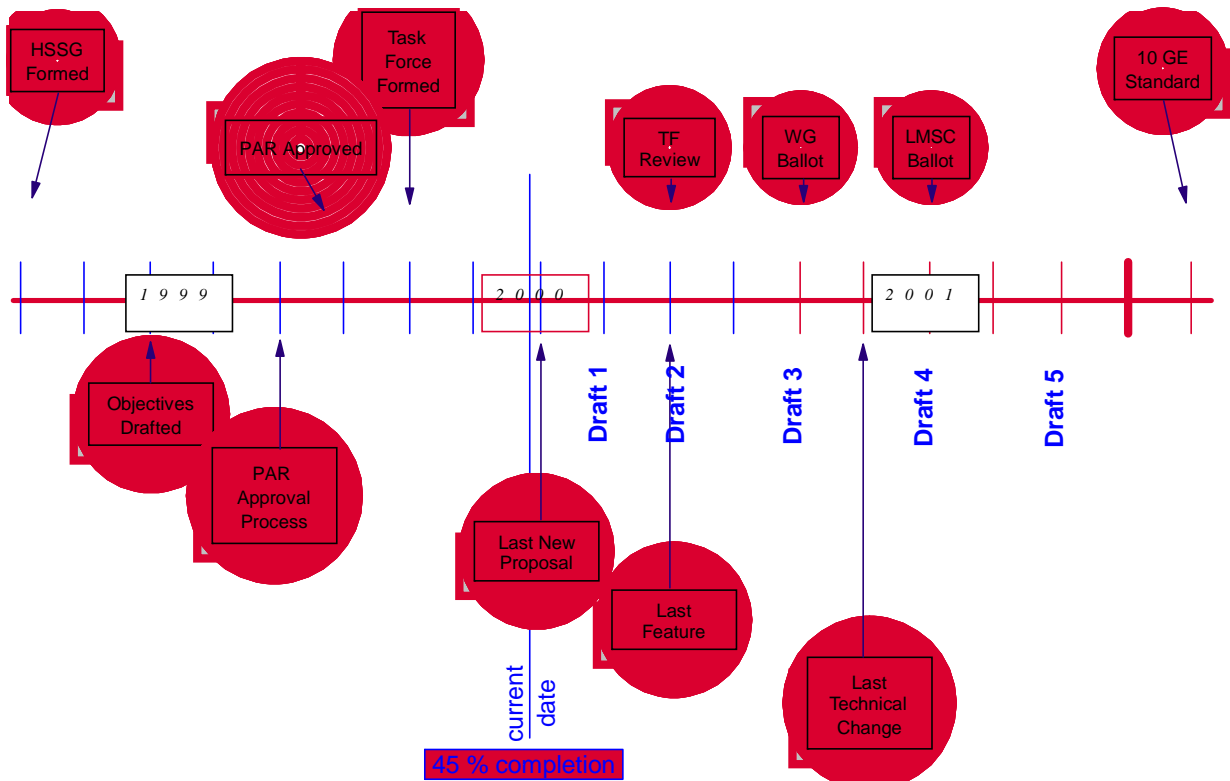 HSSG
Formed
PAR Approved
Task
Force
Formed
TF
Review
WG
Ballot
LMSC
Ballot
10 GE
Standard
1 9 9 9
2 0 0 0
2 0 0 1
Objectives
Drafted
PAR
Approval
Process
Draft 1
Draft 2
Draft 3
Draft 4
Draft 5
Last New
Proposal
Last
Feature
Last
Technical
Change
current
date
45 % completion